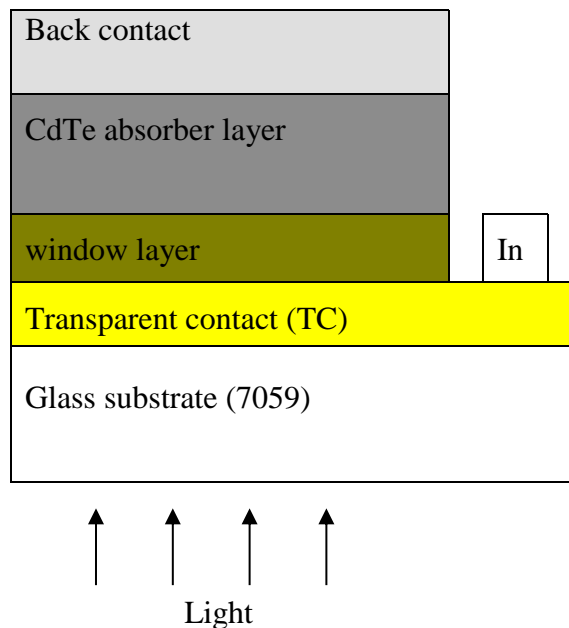 Back contact
CdTe absorber layer
window layer
In
Transparent contact (TC)
Glass substrate (7059)
Light